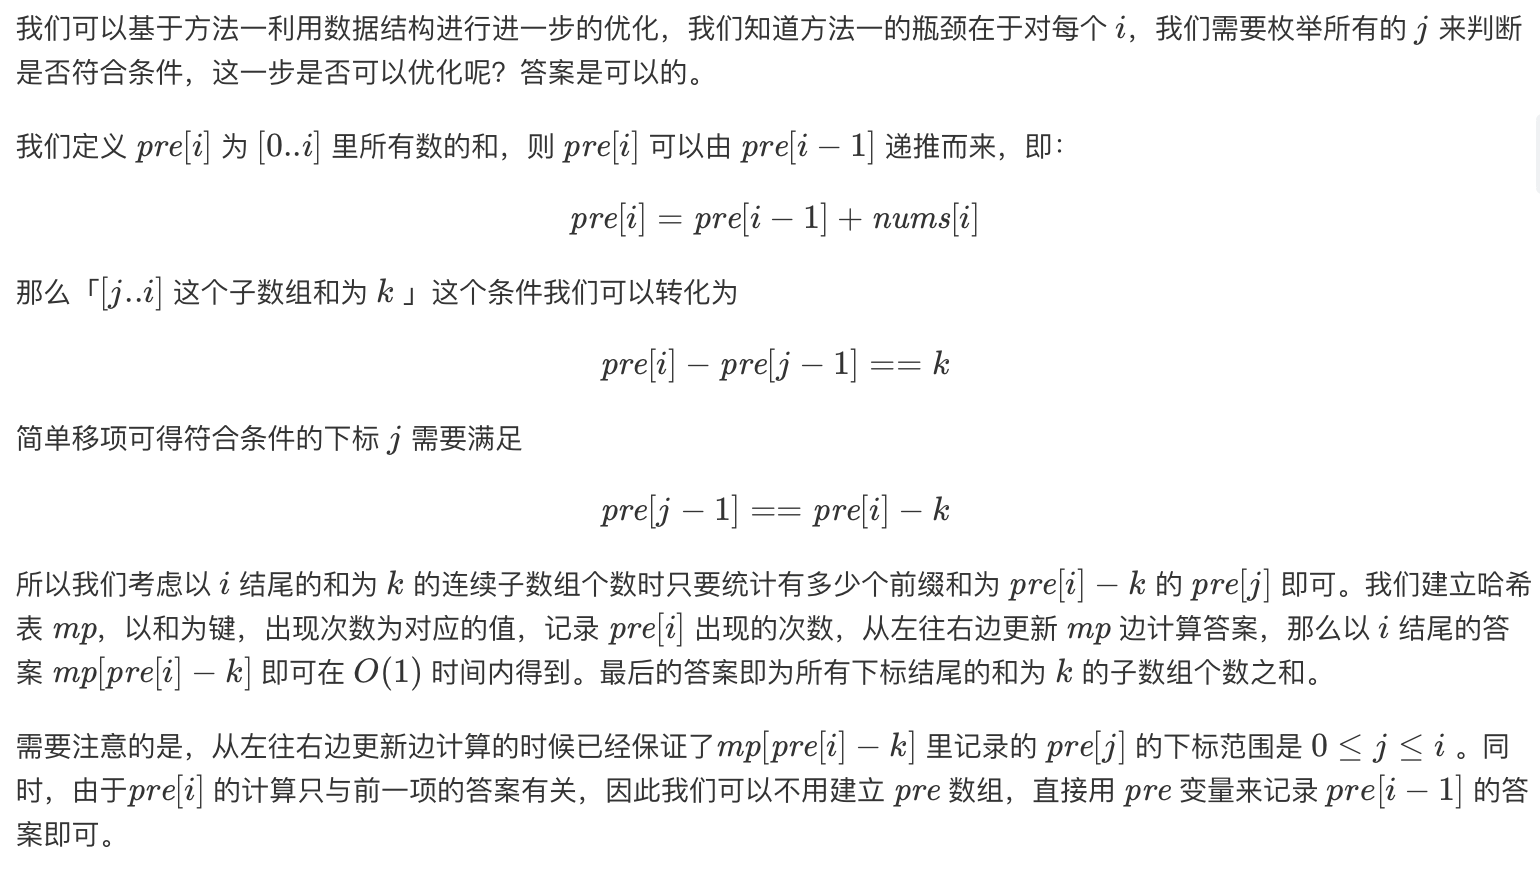 我们可以基于方法一利用数据结构进行进一步的优化，我们知道方法一的瓶颈在于对每个 i，我们需要枚举所有的 j 来判断
是否符合条件，这一步是否可以优化呢？答案是可以的。
我们定义 pre[i] 为 [0..i] 里所有数的和，则 pre[i] 可以由 pre[i − 1] 递推而来，即：
pre[i] = pre[i − 1] + nums[i]
那么「[j..i] 这个子数组和为 k 」这个条件我们可以转化为
pre[i] − pre[j − 1] == k
简单移项可得符合条件的下标 j 需要满足
pre[j − 1] == pre[i] − k
所以我们考虑以 i 结尾的和为 k 的连续子数组个数时只要统计有多少个前缀和为 pre[i] − k 的 pre[j] 即可。我们建立哈希
表 mp，以和为键，出现次数为对应的值，记录 pre[i] 出现的次数，从左往右边更新 mp 边计算答案，那么以 i 结尾的答
案 mp[pre[i] − k] 即可在 O(1) 时间内得到。最后的答案即为所有下标结尾的和为 k 的子数组个数之和。
需要注意的是，从左往右边更新边计算的时候已经保证了mp[pre[i] − k] 里记录的 pre[j] 的下标范围是 0 ≤ j ≤ i 。同
时，由于pre[i] 的计算只与前一项的答案有关，因此我们可以不用建立 pre 数组，直接用 pre 变量来记录 pre[i − 1] 的答
案即可。